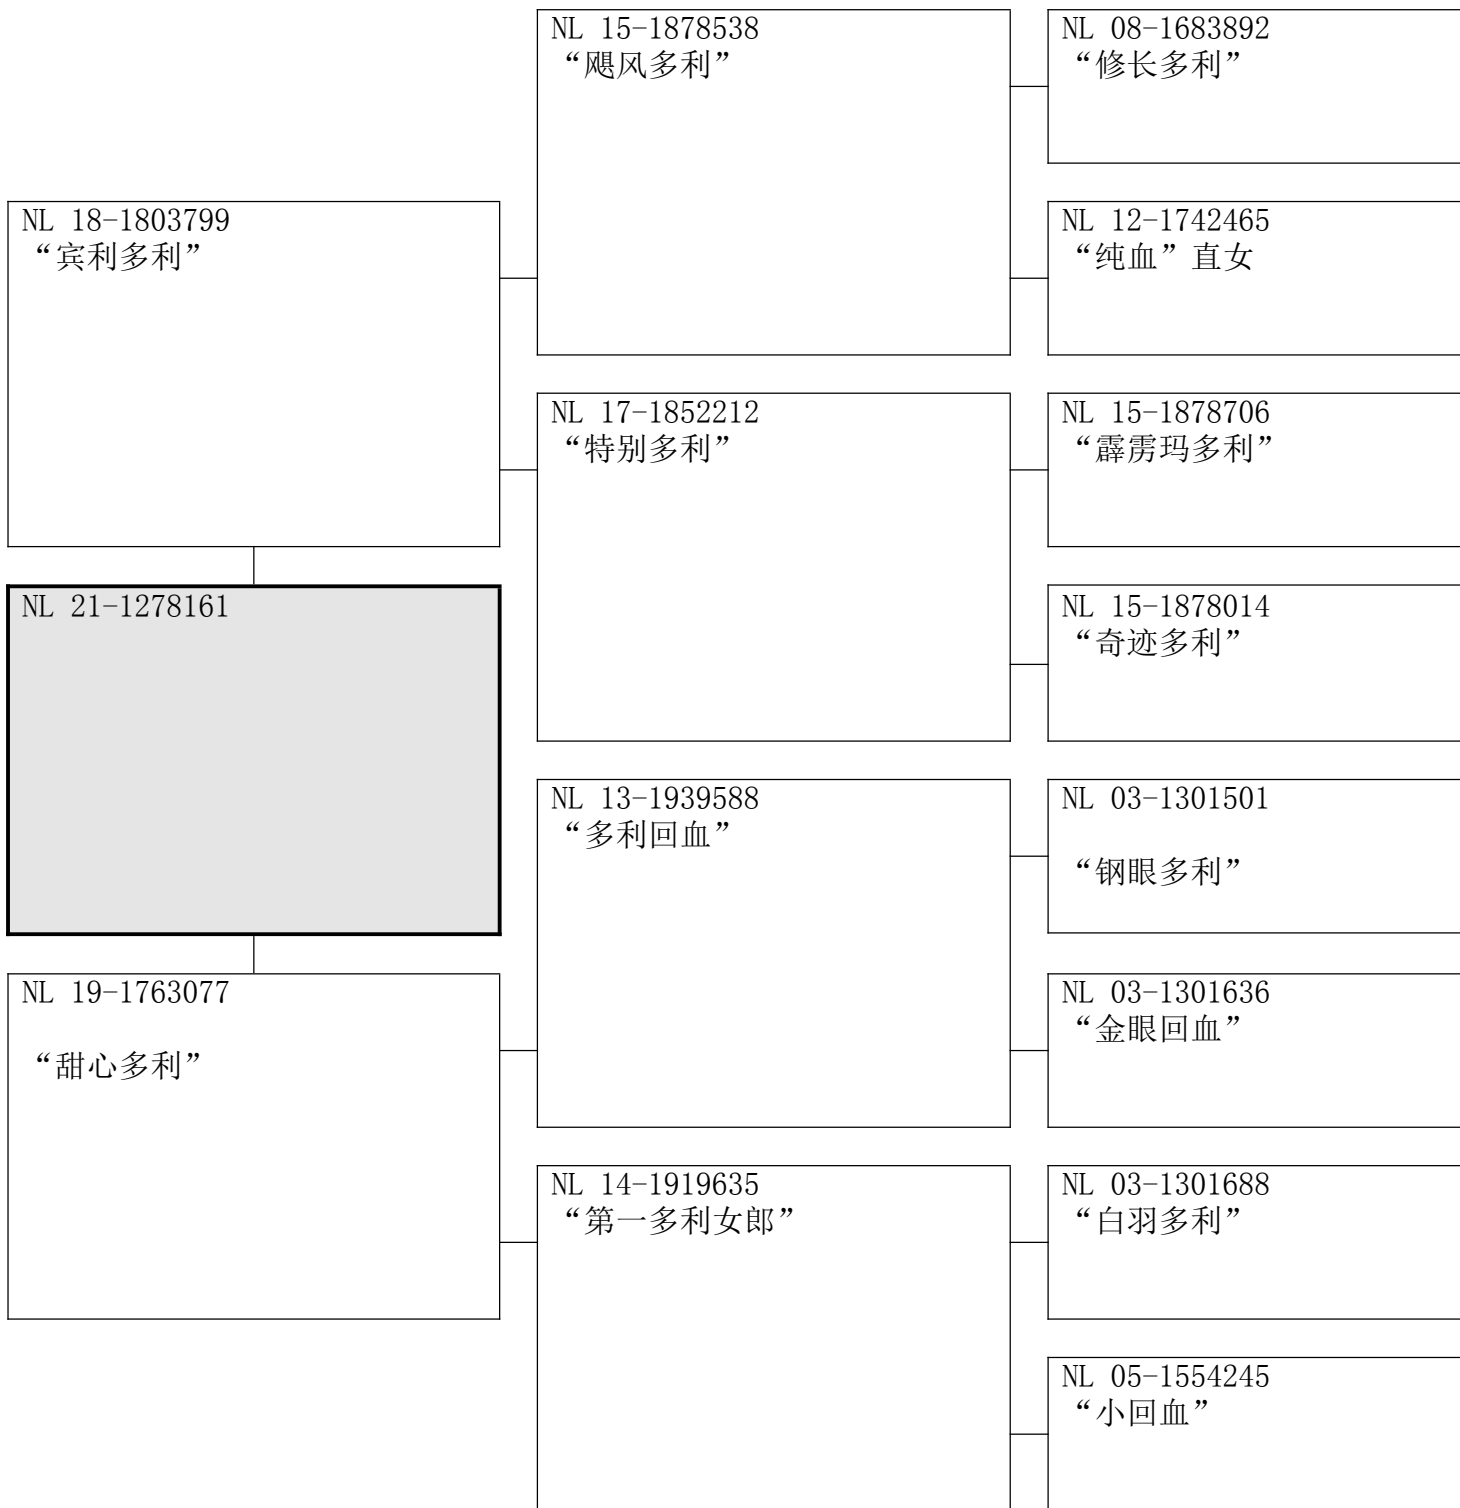 NL 15-1878538
“飓风多利”
NL 08-1683892
“修长多利”
NL 18-1803799
“宾利多利”
NL 12-1742465
“纯血”直女
NL 17-1852212
“特别多利”
NL 15-1878706
“霹雳玛多利”
NL 21-1278161
NL 15-1878014
“奇迹多利”
NL 13-1939588
“多利回血”
NL 03-1301501
“钢眼多利”
NL 19-1763077
“甜心多利”
NL 03-1301636
“金眼回血”
NL 14-1919635
“第一多利女郎”
NL 03-1301688
“白羽多利”
NL 05-1554245
“小回血”